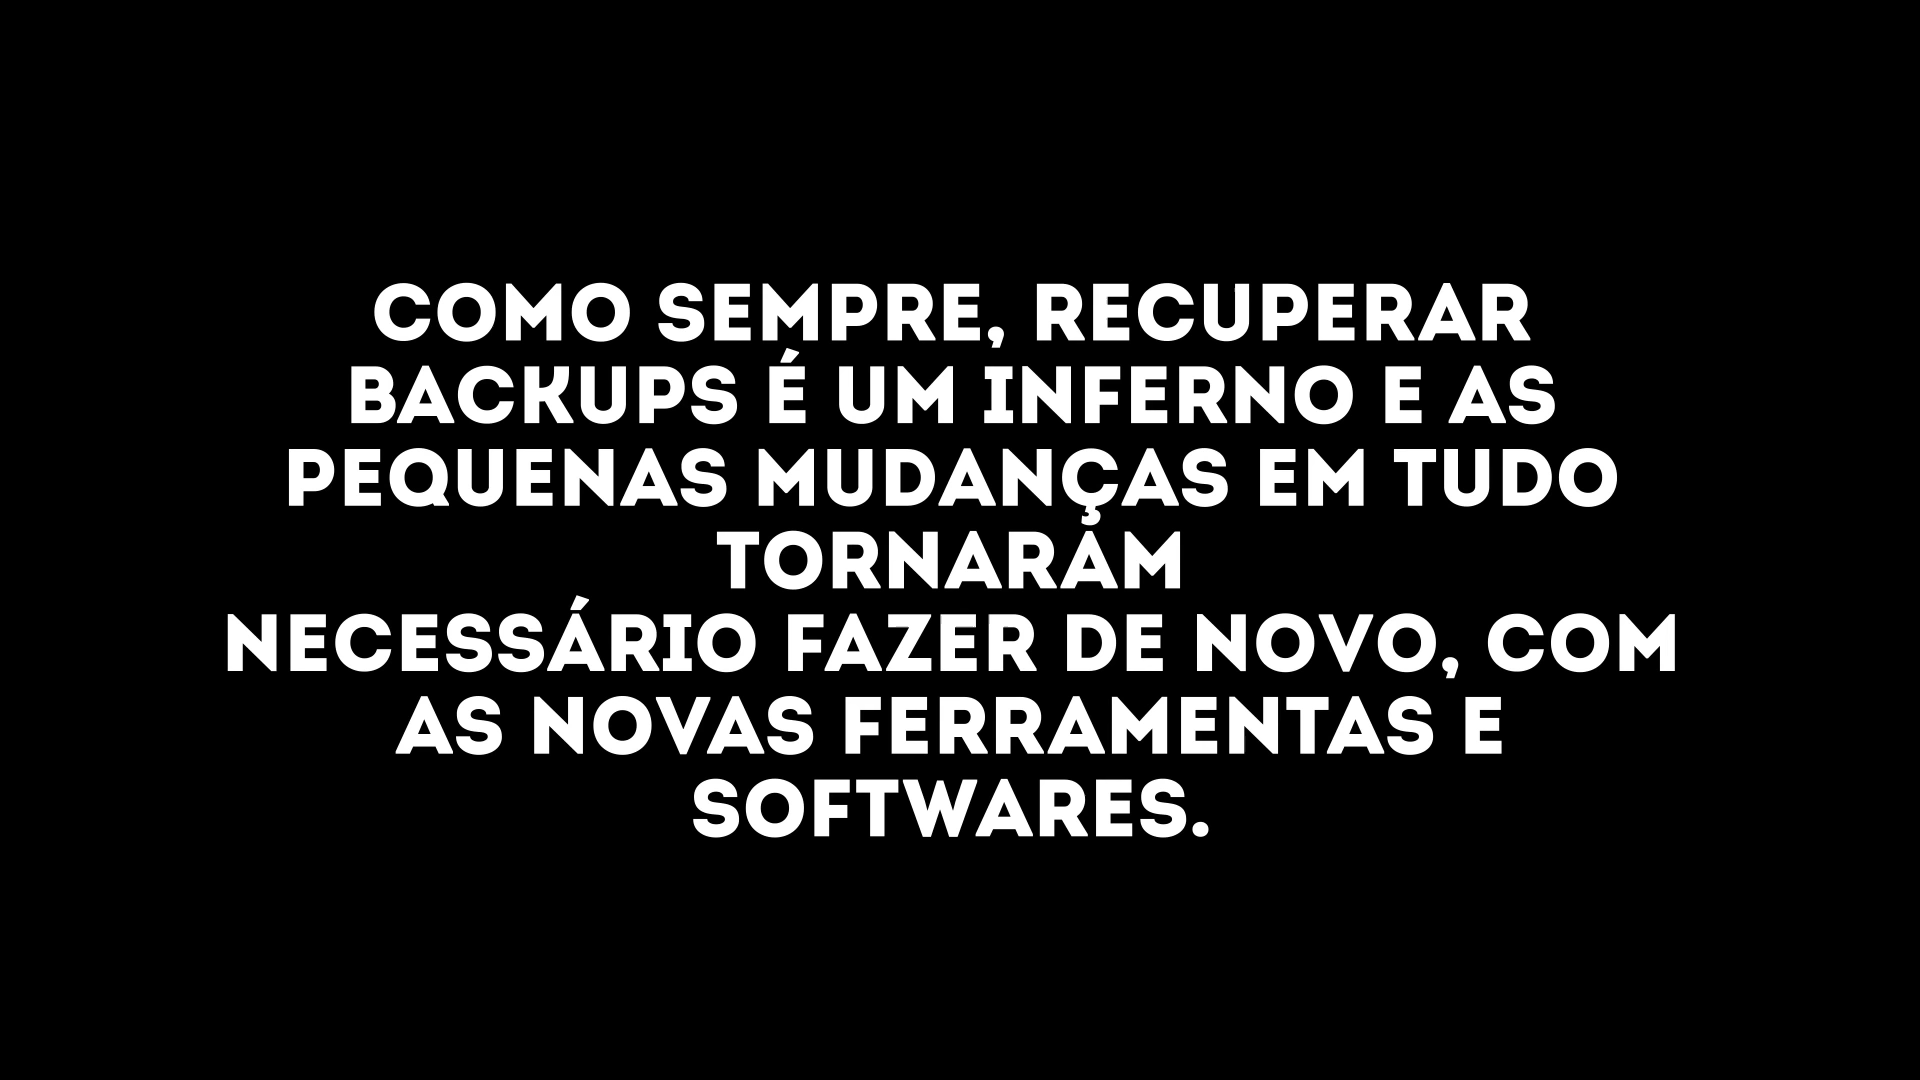 COMO SEMPRE, RECUPERAR
BACKUPS É UM INFERNO E AS
PEQUENAS MUDANÇAS EM TUDO
TORNARAM
NECESSÁRIO FAZER DE NOVO, COM
AS NOVAS FERRAMENTAS E
SOFTWARES.